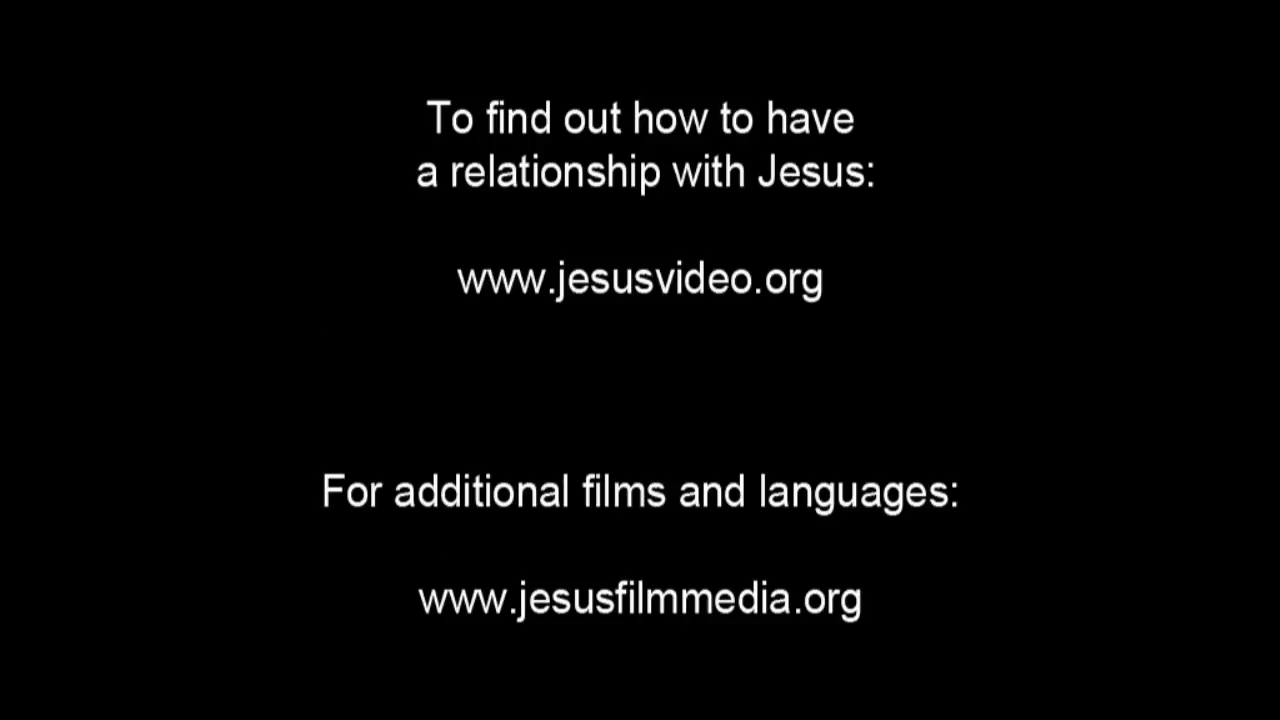 To find out how to have
a relationship with Jesus:
www.jesusvideo.org
For additional films and languages:
www.jesusfilmmedia.org